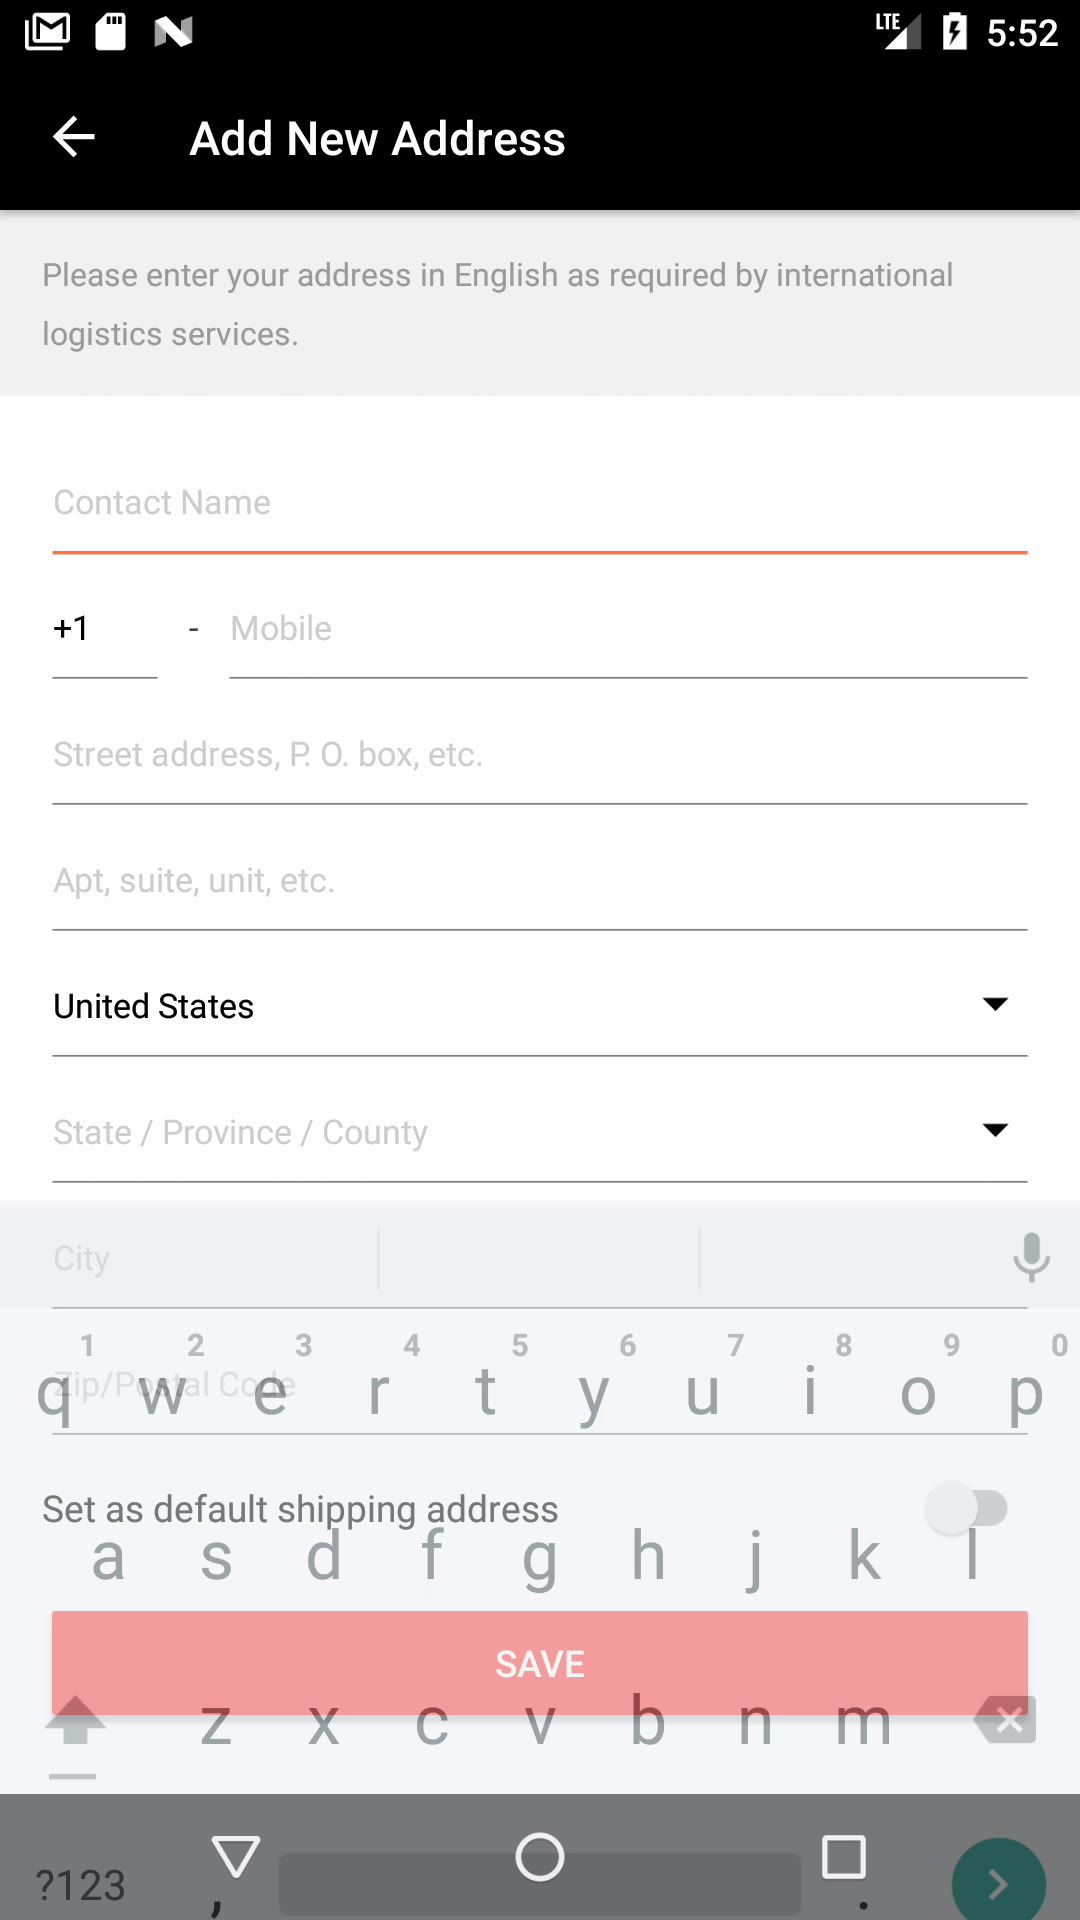 LTE 5:52
Add New Address
Please enter your address in English as required by international
logistics services.
Contact Name
+1 - Mobile
Street address, P. O. box, etc.
Apt, suite, unit, etc.
United States
State / Province / County
City
1 2 3 4 5 6 7 8 9 0
Zip/Postal Code
q w e r t y u i o p
Set as default shipping address
a s d f g h j k l
SAVE
z x c v b n m
?123 , .